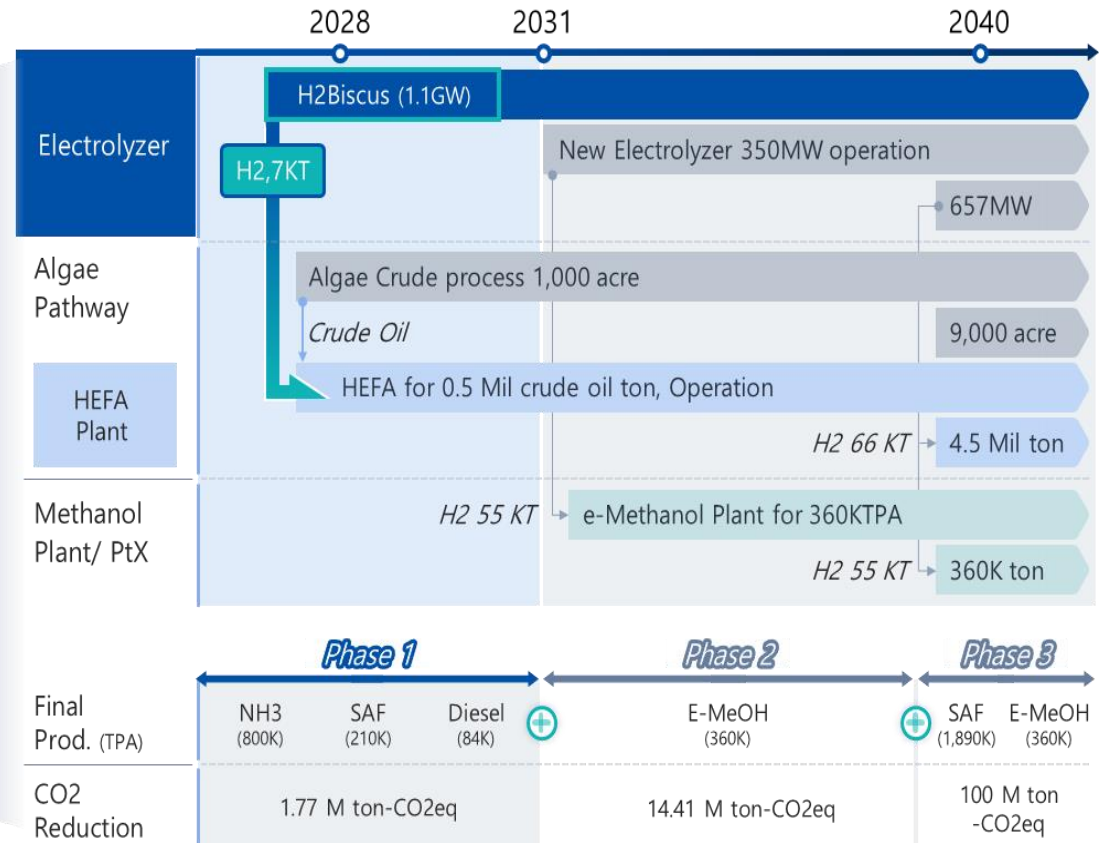 2028
2031
2040
Electrolyzer
H2Biscus (1.1GW)
H2,7KT
New Electrolyzer 350MW operation
657MW
Algae
Pathway
Algae Crude process 1,000 acre
Crude Oil
9,000 acre
HEFA
Plant
HEFA for 0.5 Mil crude oil ton, Operation
H2 66 KT
4.5 Mil ton
Methanol
Plant/ PtX
H2 55 KT
e-Methanol Plant for 360KTPA
H2 55 KT
360K ton
Phase 1
Phase 2
Phase 3
Final
Prod. (TPA)
NH3
(800K)
SAF
(210K)
Diesel
(84K)
E-MeOH
(360K)
SAF
(1,890K)
E-MeOH
(360K)
CO2
Reduction
1.77 M ton-CO2eq
14.41 M ton-CO2eq
100 M ton
-CO2eq